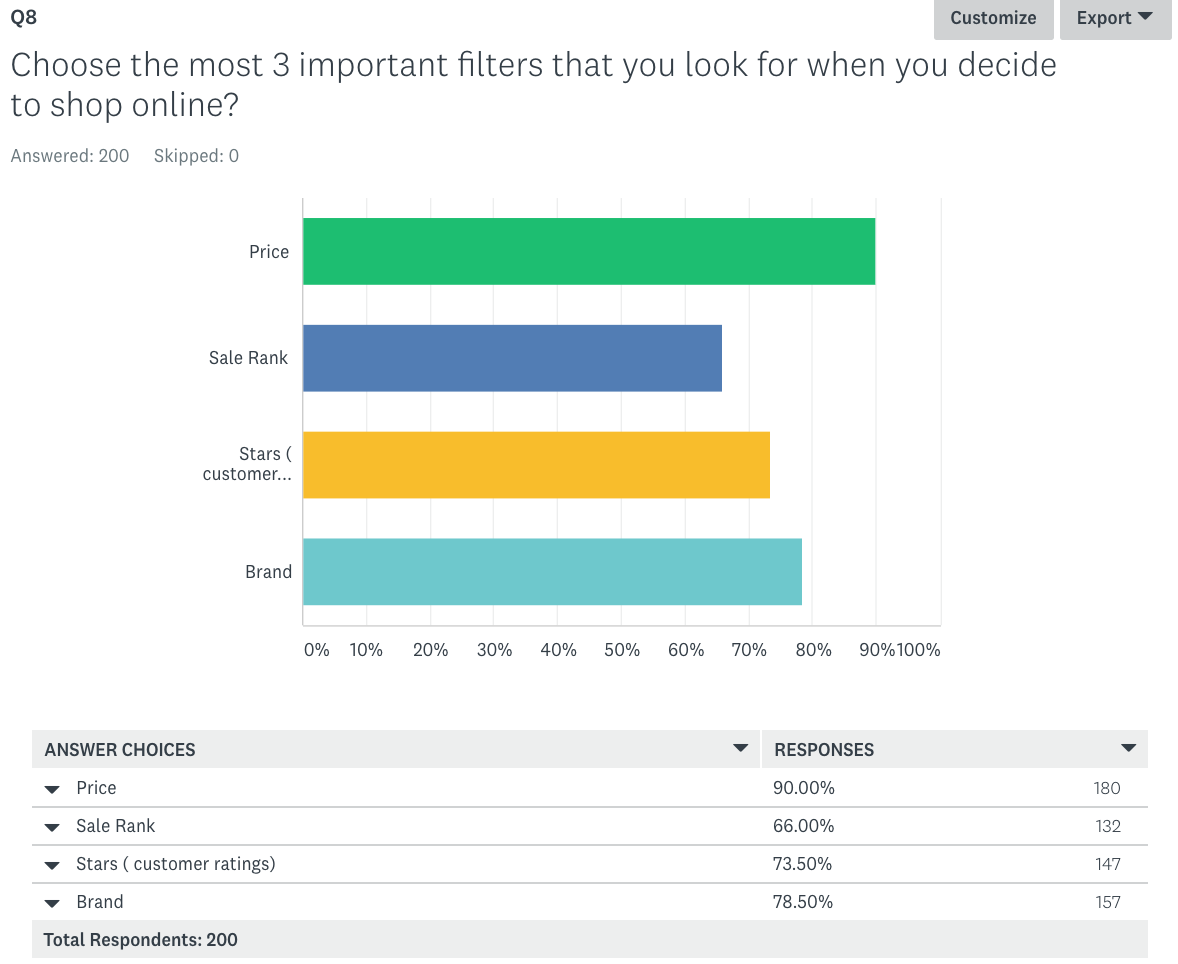 Q8
Customize
Export
Choose the most 3 important filters that you look for when you decide
to shop online?
Answered: 200 Skipped: 0
Price
Sale Rank
Stars (
customer...
Brand
0% 10% 20% 30% 40% 50% 60% 70% 80% 90%100%
ANSWER CHOICES RESPONSES
Price 90.00% 180
Sale Rank 66.00% 132
Stars ( customer ratings) 73.50% 147
Brand 78.50% 157
Total Respondents: 200